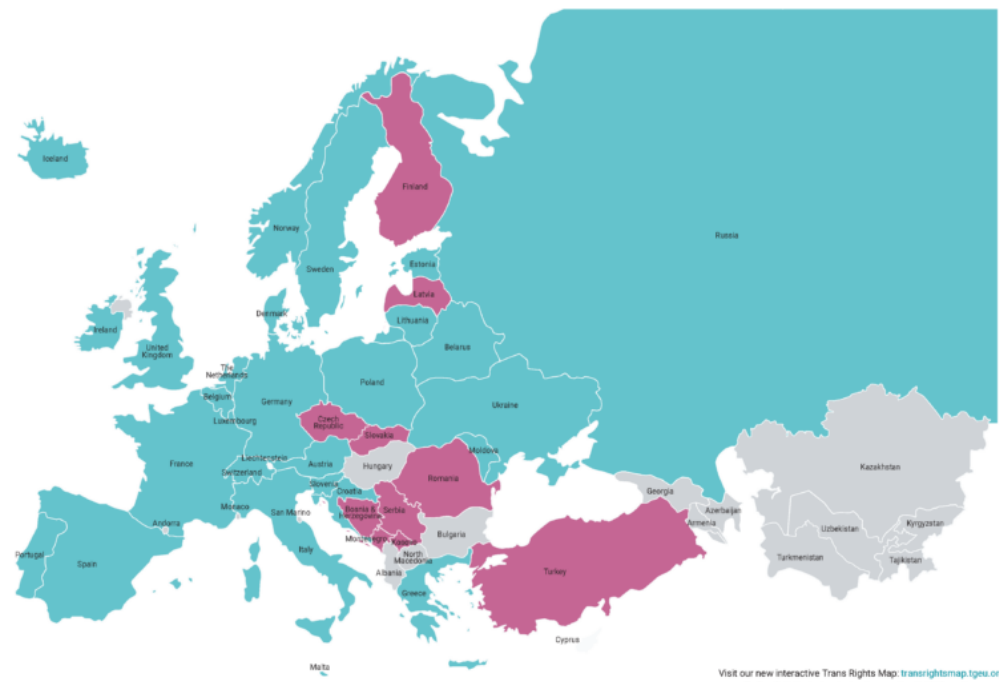 Iceland
Finland
Norway
Russia
Sweden
Estonia
Latvia
Denmark
Lithuania
Ireland
United
Kingdom
Belarus
The
Netherlands
Poland
Belgium
Germany
Ukraine
Luxembourg
Czech
Republic
Slovakia
Moldova
Liechtenstein
France
Austria
Hungary
Kazakhstan
Switzerland
Romania
Slovenia
Croatia
Georgia
Monaco
San Marino
Bosnia &
Herzegovina
Serbia
Azerbaijan
Armenia
Andorra
Uzbekistan
Kyrgyzstan
Bulgaria
Montenegro
Kosovo
Italy
North
Macedonia
Portugal
Spain
Turkmenistan
Tajikistan
Albania
Turkey
Greece
Cyprus
Malta
Visit our new interactive Trans Rights Map: transrightsmap.tgeu.or